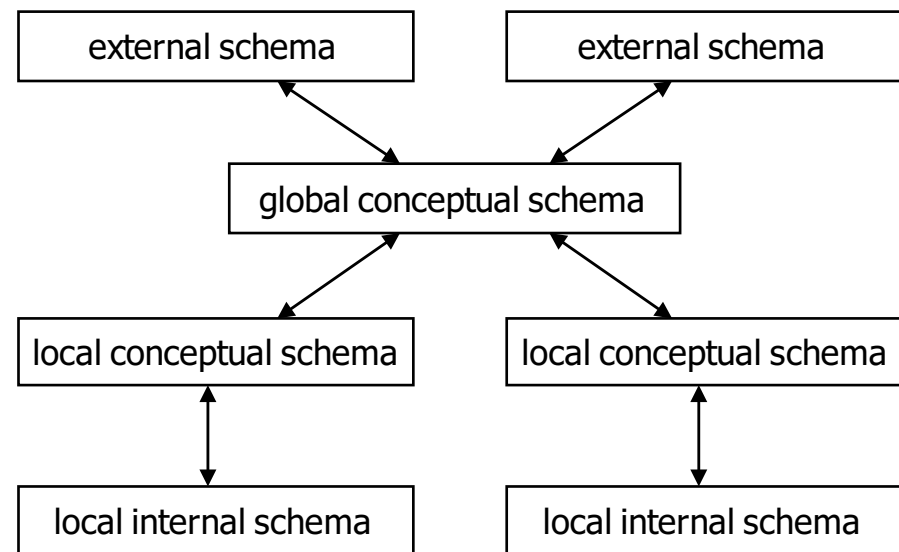 external schema
external schema
global conceptual schema
local conceptual schema
local conceptual schema
local internal schema
local internal schema